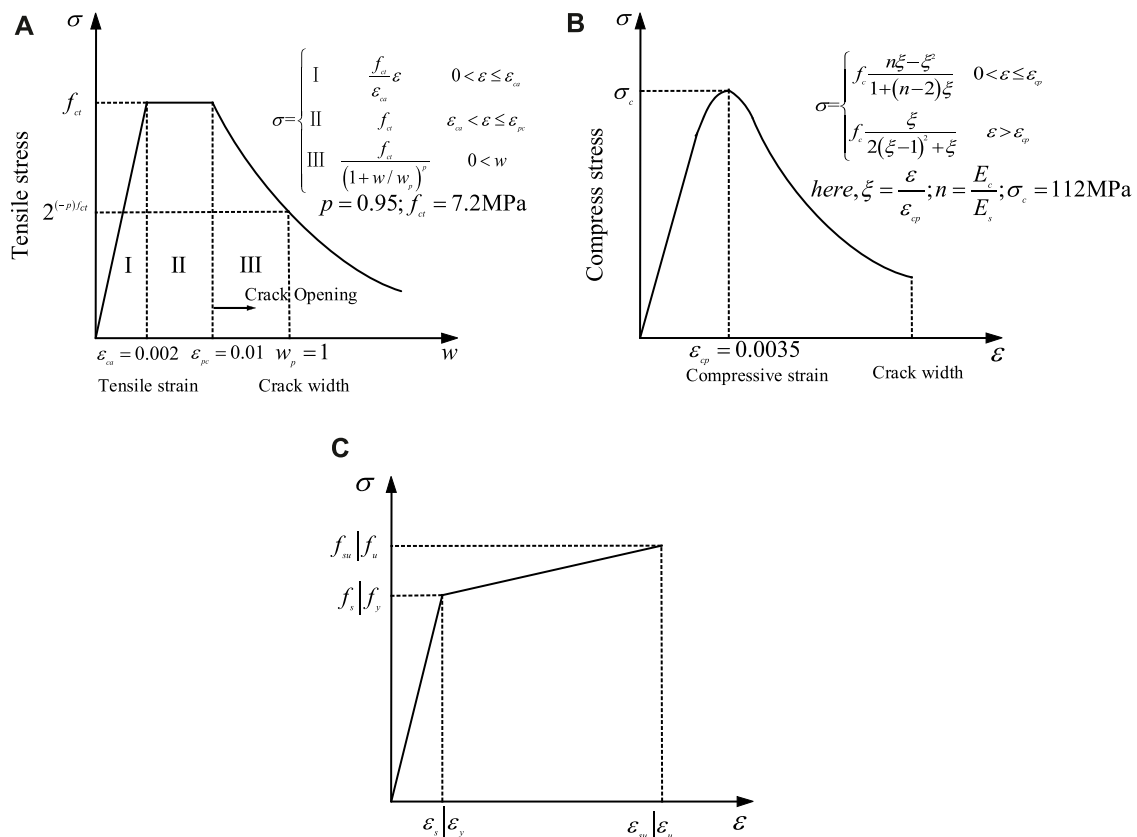 A
σ
Tensile stress
f_ct
2^(-p)f_ct
σ= { I f_ct/ε_ca ε 0<ε≤ε_ca
II f_ct ε_ca<ε≤ε_pc
III f_ct/(1+w/w_p)^p 0<w
p=0.95; f_ct=7.2MPa
I II III
Crack Opening
ε_ca=0.002 ε_pc=0.01 w_p=1 w
Tensile strain Crack width
B
σ
Compress stress
σ_c
σ= { f_c (nξ-ξ²)/(1+(n-2)ξ) 0<ε≤ε_cp
f_c ξ/(2(ξ-1)²+ξ) ε>ε_cp
here, ξ=ε/ε_cp; n=E_c/E_s; σ_c=112MPa
ε_cp=0.0035 ε
Compressive strain Crack width
C
σ
f_su|f_u
f_s|f_y
ε_s|ε_y ε_su|ε_u ε